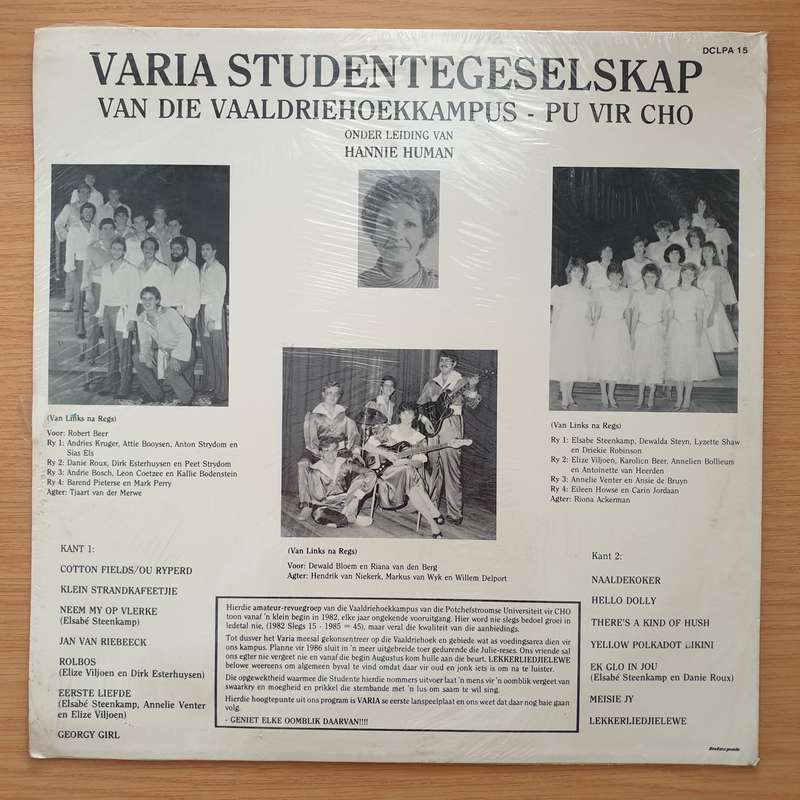 DCLPA 15
VARIA STUDENTEGESELSKAP
VAN DIE VAALDRIEHOEKKAMPUS - PU VIR CHO
ONDER LEIDING VAN
HANNIE HUMAN
(Van Links na Regs)
Voor: Robert Beer
Ry 1: Andries Kruger, Attie Booysen, Anton Strydom en
Sias Els
Ry 2: Danie Roux, Dirk Esterhuysen en Peet Strydom
Ry 3: Andrie Bosch, Leon Coetzee en Kallie Bodenstein
Ry 4: Barend Pieterse en Mark Perry
Agter: Tjaart van der Merwe
(Van Links na Regs)
Voor: Dewald Bloem en Riana van den Berg
Agter: Hendrik van Niekerk, Markus van Wyk en Willem Delport
(Van Links na Regs)
Ry 1: Elsabe Steenkamp, Dewalda Steyn, Lyzette Shaw
en Driekie Robinson
Ry 2: Elize Viljoen, Karolien Beer, Annelien Bollieurs
en Antoinette van Heerden
Ry 3: Annelie Venter en Ansie de Bruyn
Ry 4: Eileen Howse en Carin Jordaan
Agter: Riona Ackerman
KANT 1:
COTTON FIELDS/OU RYPERD
KLEIN STRANDKAFEETJIE
NEEM MY OP VLERKE
(Elsabé Steenkamp)
JAN VAN RIEBEECK
ROLBOS
(Elize Viljoen en Dirk Esterhuysen)
EERSTE LIEFDE
(Elsabé Steenkamp, Annelie Venter
en Elize Viljoen)
GEORGY GIRL
Hierdie amateur-revuegroep van die Vaaldriehoekkampus van die Potchefstroomse Universiteit vir CHO
toon vanaf 'n klein begin in 1982, elke jaar ongekende vooruitgang. Hier word nie slegs bedoel groei in
ledetal nie, (1982 Slegs 15 - 1985 = 45), maar veral die kwaliteit van die aanbiedings.
Tot dusver het Varia meesal gekonsentreer op die Vaaldriehoek en gebiede wat as voedingsarea dien vir
ons kampus. Planne vir 1986 sluit in 'n meer uitgebreide toer gedurende die Julie-reses. Ons vriende sal
ons egter nie vergeet nie en vanaf die begin Augustus kom hulle aan die beurt. LEKKERLIEDJIELEWE
belowe weereens om algemeen byval te vind omdat daar vir oud en jonk iets is om na te luister.
Die opgewektheid waarmee die Studente hierdie nommers uitvoer laat 'n mens vir 'n oomblik vergeet van
swaarkry en moegheid en prikkel die stembande met 'n lus om saam te wil sing.
Hierdie hoogtepunte uit ons program is VARIA se eerste lanspeelplaat en ons weet dat daar nog baie gaan
volg.
- GENIET ELKE OOMBLIK DAARVAN!!!!
Kant 2:
NAALDEKOKER
HELLO DOLLY
THERE'S A KIND OF HUSH
YELLOW POLKADOT BIKINI
EK GLO IN JOU
(Elsabé Steenkamp en Danie Roux)
MEISIE JY
LEKKERLIEDJIELEWE